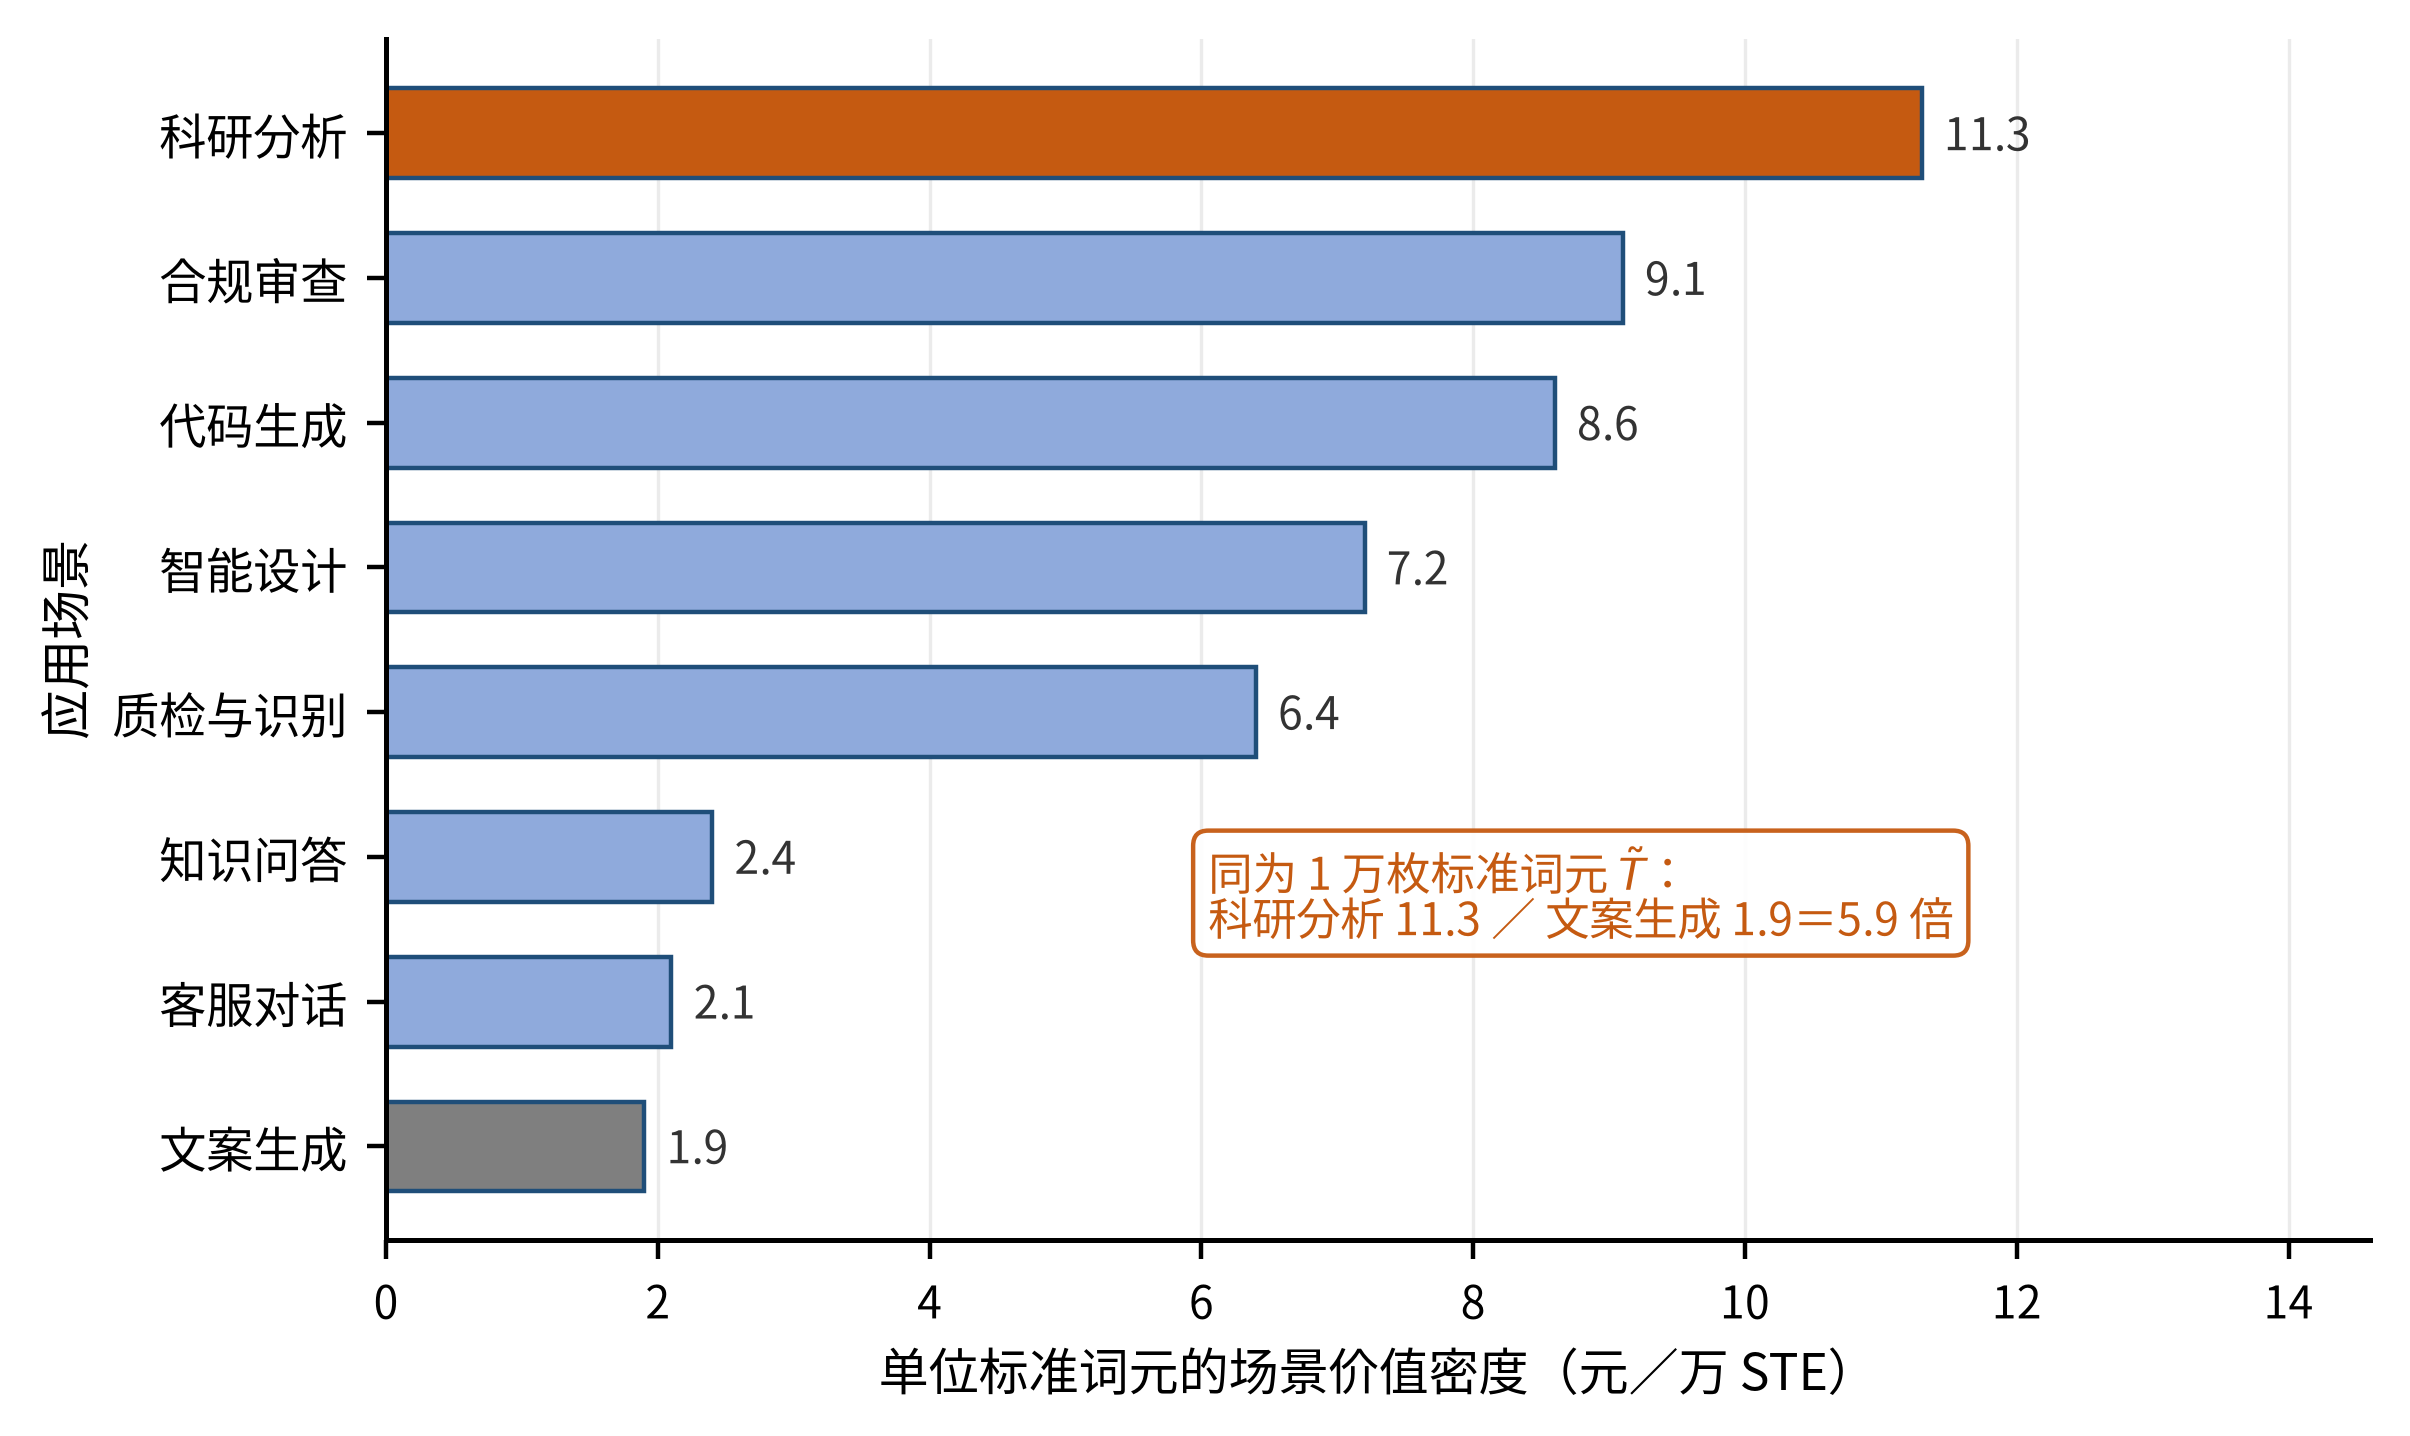 科研分析
11.3
合规审查
9.1
代码生成
8.6
智能设计
7.2
质检与识别
6.4
知识问答
2.4
客服对话
2.1
文案生成
1.9
应用场景
同为 1 万枚标准词元 T̃：
科研分析 11.3 ／ 文案生成 1.9＝5.9 倍
0 2 4 6 8 10 12 14
单位标准词元的场景价值密度（元／万 STE）